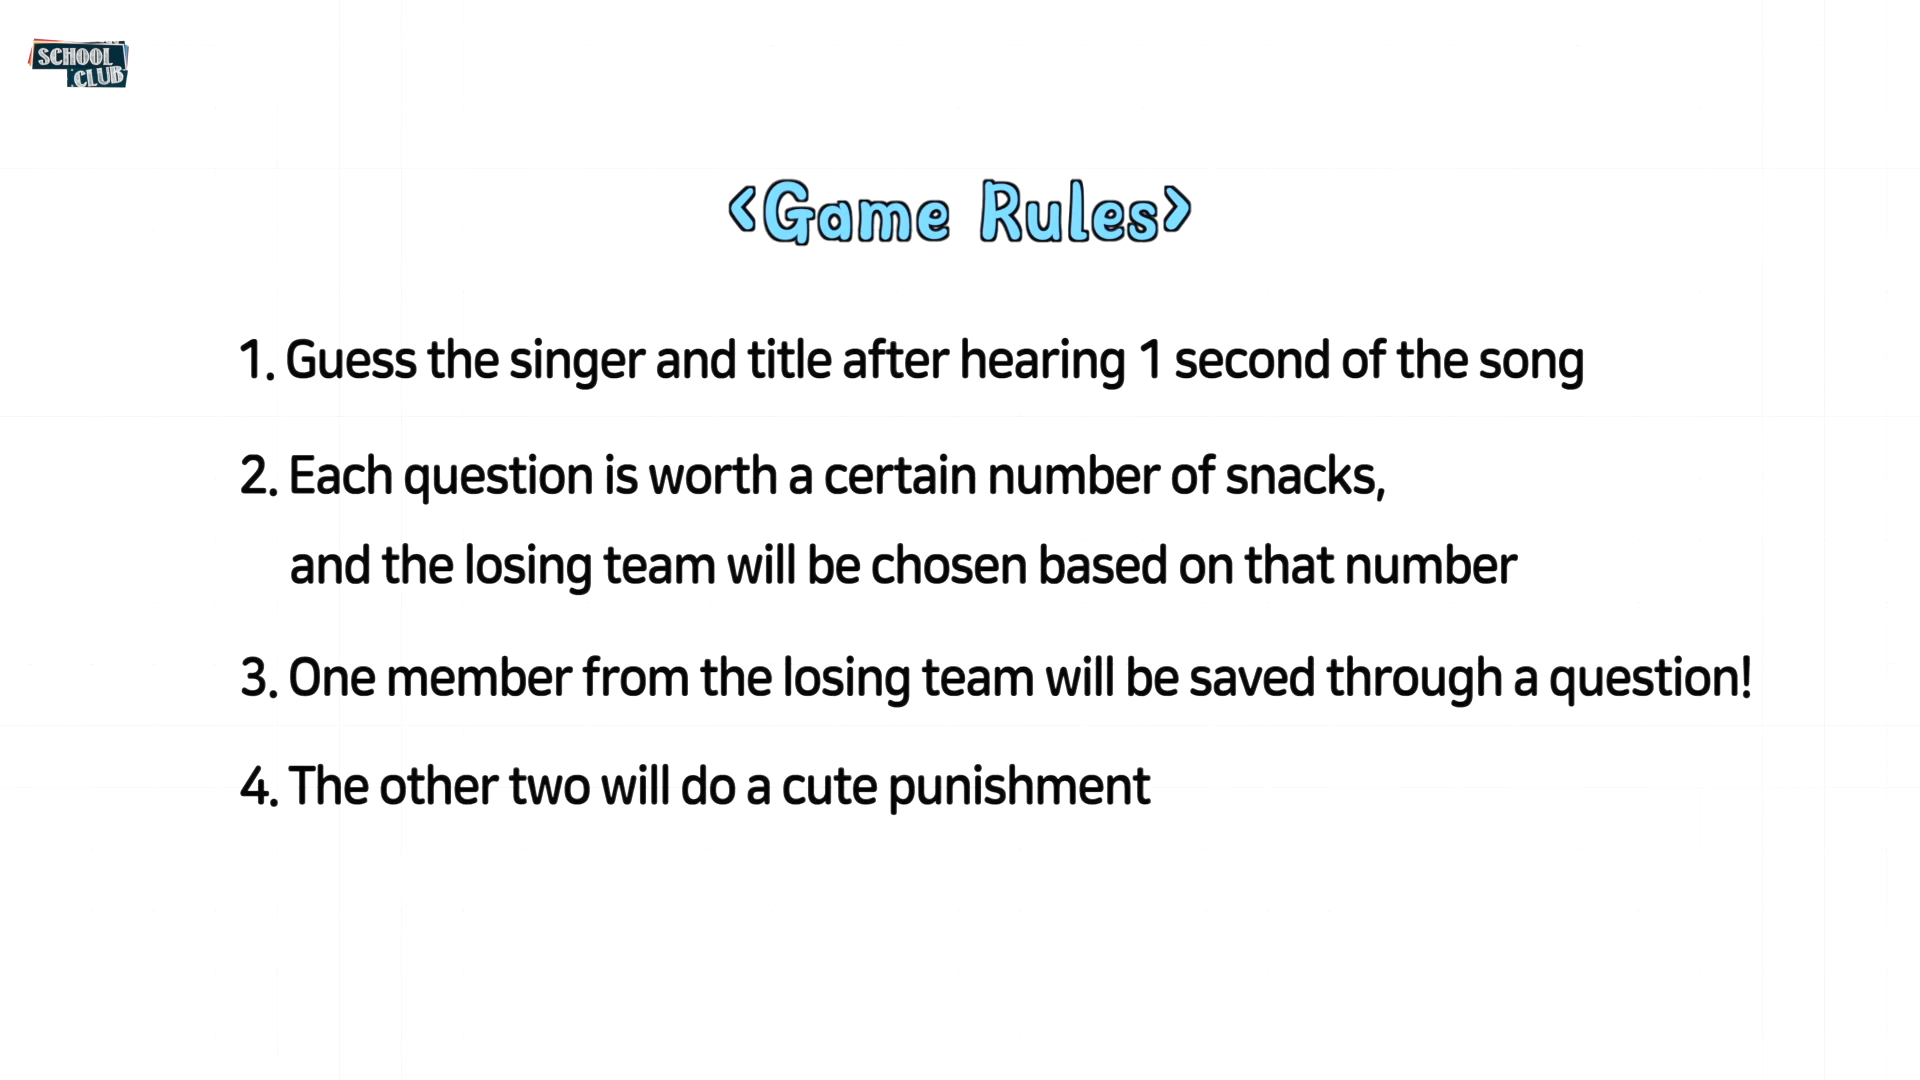 SCHOOL
CLUB
<Game Rules>
1. Guess the singer and title after hearing 1 second of the song
2. Each question is worth a certain number of snacks,
and the losing team will be chosen based on that number
3. One member from the losing team will be saved through a question!
4. The other two will do a cute punishment